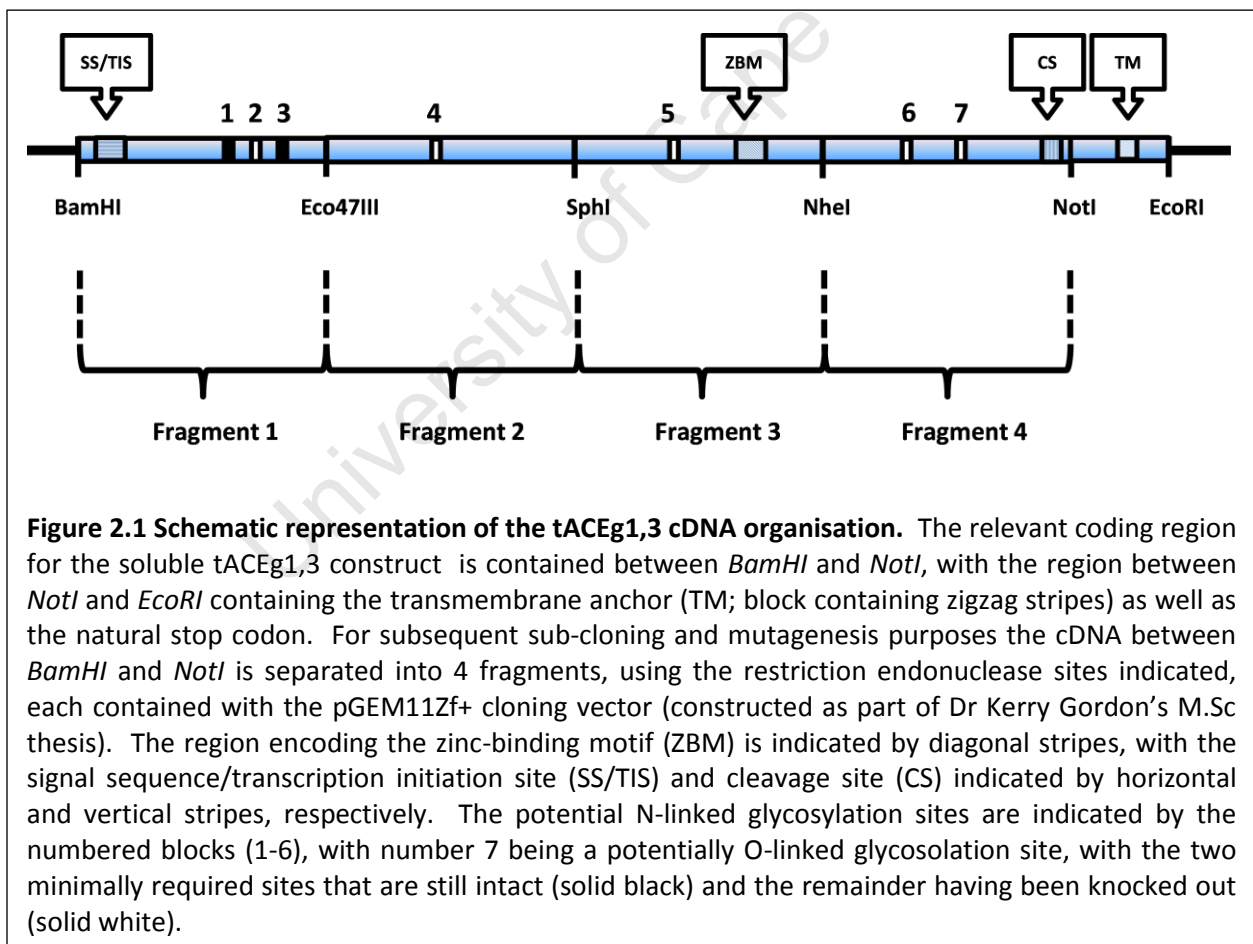 SS/TIS ZBM CS TM
1 2 3 4 5 6 7
BamHI Eco47III SphI NheI NotI EcoRI
Fragment 1 Fragment 2 Fragment 3 Fragment 4
University of Cape
Figure 2.1 Schematic representation of the tACEg1,3 cDNA organisation. The relevant coding region
for the soluble tACEg1,3 construct is contained between BamHI and NotI, with the region between
NotI and EcoRI containing the transmembrane anchor (TM; block containing zigzag stripes) as well as
the natural stop codon. For subsequent sub-cloning and mutagenesis purposes the cDNA between
BamHI and NotI is separated into 4 fragments, using the restriction endonuclease sites indicated,
each contained with the pGEM11Zf+ cloning vector (constructed as part of Dr Kerry Gordon's M.Sc
thesis). The region encoding the zinc-binding motif (ZBM) is indicated by diagonal stripes, with the
signal sequence/transcription initiation site (SS/TIS) and cleavage site (CS) indicated by horizontal
and vertical stripes, respectively. The potential N-linked glycosylation sites are indicated by the
numbered blocks (1-6), with number 7 being a potentially O-linked glycosolation site, with the two
minimally required sites that are still intact (solid black) and the remainder having been knocked out
(solid white).